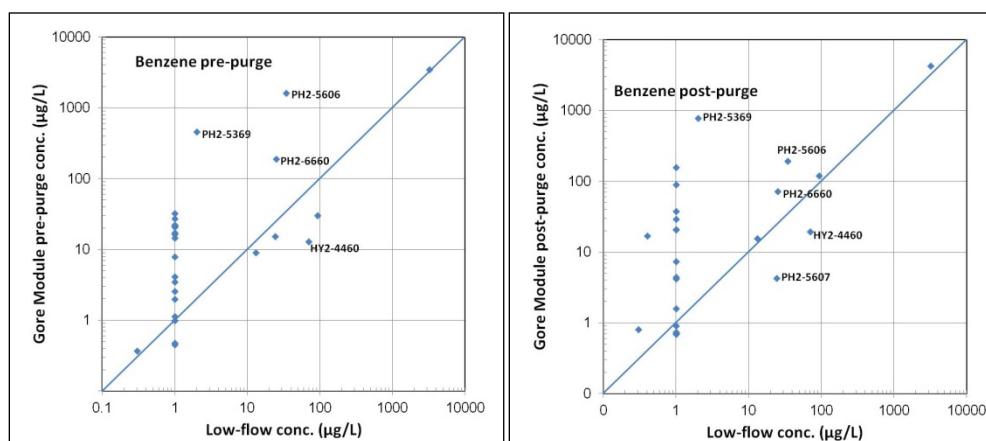 10000
Benzene pre-purge
1000
PH2-5606
PH2-5369
PH2-6660
100
10
HY2-4460
1
0.1
1
10
100
1000
10000
Gore Module pre-purge conc. (µg/L)
Low-flow conc. (µg/L)
10000
Benzene post-purge
1000
PH2-5369
PH2-5606
100
PH2-6660
HY2-4460
10
PH2-5607
1
0
0
1
10
100
1000
10000
Gore Module post-purge conc. (µg/L)
Low-flow conc. (µg/L)